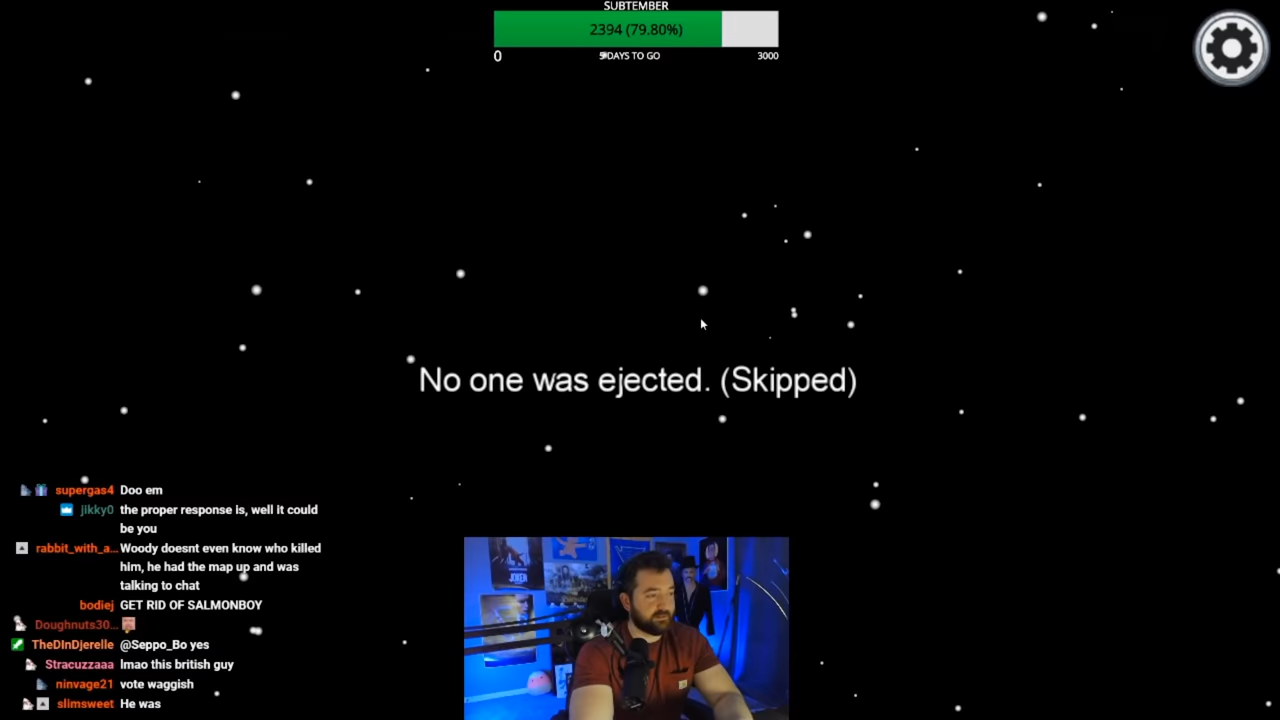 SUBTEMBER
2394 (79.80%)
0
DAYS TO GO
3000
No one was ejected. (Skipped)
supergas4 Doo em
jikky0 the proper response is, well it could
be you
rabbit_with_a... Woody doesnt even know who killed
him, he had the map up and was
talking to chat
bodiej GET RID OF SALMONBOY
Doughnuts30...
TheDInDjerelle @Seppo_Bo yes
Stracuzzaaa lmao this british guy
ninvage21 vote waggish
slimsweet He was
JOKER